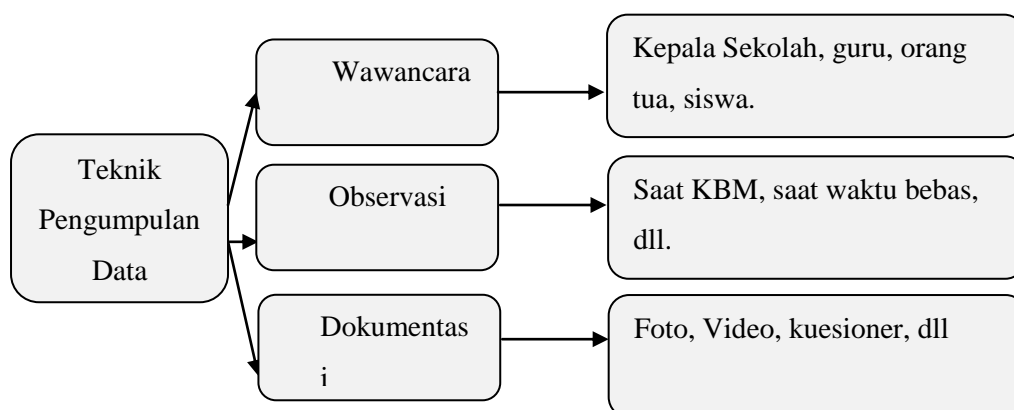 Teknik
Pengumpulan
Data
Wawancara
Kepala Sekolah, guru, orang
tua, siswa.
Observasi
Saat KBM, saat waktu bebas,
dll.
Dokumentas
i
Foto, Video, kuesioner, dll